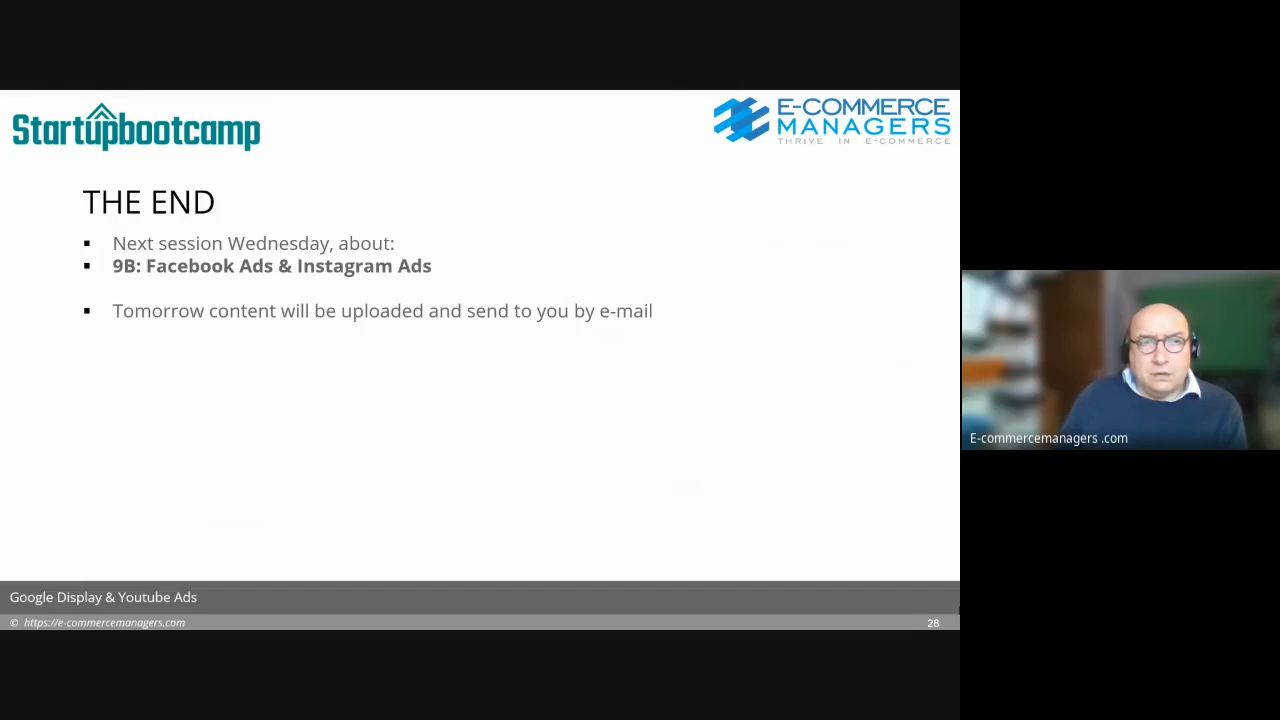 Startupbootcamp
E-COMMERCE
MANAGERS
THRIVE IN E-COMMERCE
THE END
Next session Wednesday, about:
9B: Facebook Ads & Instagram Ads
Tomorrow content will be uploaded and send to you by e-mail
E-commercemanagers .com
Google Display & Youtube Ads
© https://e-commercemanagers.com
28